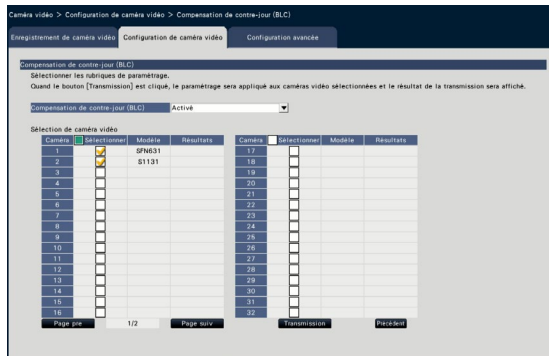 Caméra vidéo > Configuration de caméra vidéo > Compensation de contre-jour (BLC)
Enregistrement de caméra vidéo Configuration de caméra vidéo Configuration avancée
Compensation de contre-jour (BLC)
Sélectionner les rubriques de paramétrage.
Quand le bouton [Transmission] est cliqué, le paramétrage sera appliqué aux caméras vidéo sélectionnées et le résultat de la transmission sera affiché.
Compensation de contre-jour (BLC) Activé
Sélection de caméra vidéo
Caméra Sélectionner Modèle Résultats Caméra Sélectionner Modèle Résultats
1 SFN631 17
2 S1131 18
3 19
4 20
5 21
6 22
7 23
8 24
9 25
10 26
11 27
12 28
13 29
14 30
15 31
16 32
Page pre 1/2 Page suiv Transmission Précédent